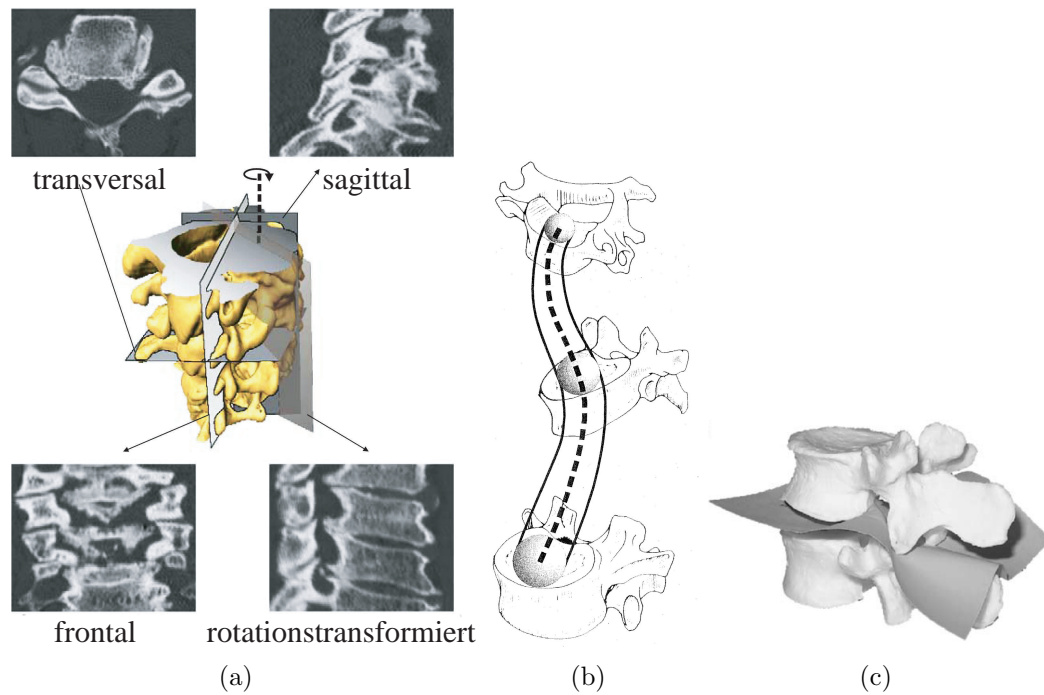 transversal
sagittal
frontal
rotationstransformiert
(a)
(b)
(c)